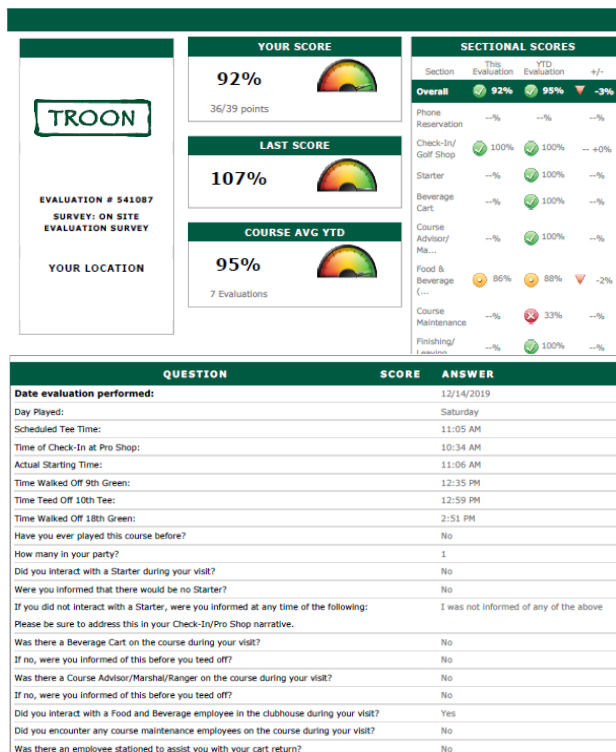 TROON
EVALUATION # 541087
SURVEY: ON SITE
EVALUATION SURVEY
YOUR LOCATION
YOUR SCORE
92%
36/39 points
LAST SCORE
107%
COURSE AVG YTD
95%
7 Evaluations
SECTIONAL SCORES
Section This Evaluation YTD Evaluation +/-
Overall 92% 95% -3%
Phone Reservation --% --% --%
Check-In/ Golf Shop 100% 100% -- +0%
Starter --% 100% --%
Beverage Cart --% 100% --%
Course Advisor/ Ma... --% 100% --%
Food & Beverage (... 86% 88% -2%
Course Maintenance --% 33% --%
Finishing/ Leaving --% 100% --%
QUESTION SCORE ANSWER
Date evaluation performed: 12/14/2019
Day Played: Saturday
Scheduled Tee Time: 11:05 AM
Time of Check-In at Pro Shop: 10:34 AM
Actual Starting Time: 11:06 AM
Time Walked Off 9th Green: 12:35 PM
Time Teed Off 10th Tee: 12:59 PM
Time Walked Off 18th Green: 2:51 PM
Have you ever played this course before? No
How many in your party? 1
Did you interact with a Starter during your visit? No
Were you informed that there would be no Starter? No
If you did not interact with a Starter, were you informed at any time of the following: I was not informed of any of the above
Please be sure to address this in your Check-In/Pro Shop narrative.
Was there a Beverage Cart on the course during your visit? No
If no, were you informed of this before you teed off? No
Was there a Course Advisor/Marshal/Ranger on the course during your visit? No
If no, were you informed of this before you teed off? No
Did you interact with a Food and Beverage employee in the clubhouse during your visit? Yes
Did you encounter any course maintenance employees on the course during your visit? No
Was there an employee stationed to assist you with your cart return? No